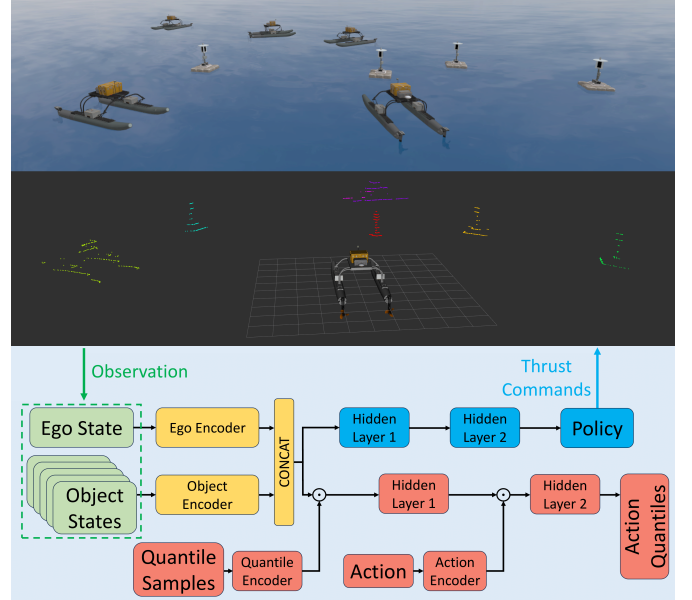 Observation
Thrust
Commands
Ego State
Ego Encoder
CONCAT
Hidden
Layer 1
Hidden
Layer 2
Policy
Object
States
Object
Encoder
Hidden
Layer 1
Hidden
Layer 2
Action
Quantiles
Quantile
Samples
Quantile
Encoder
Action
Action
Encoder